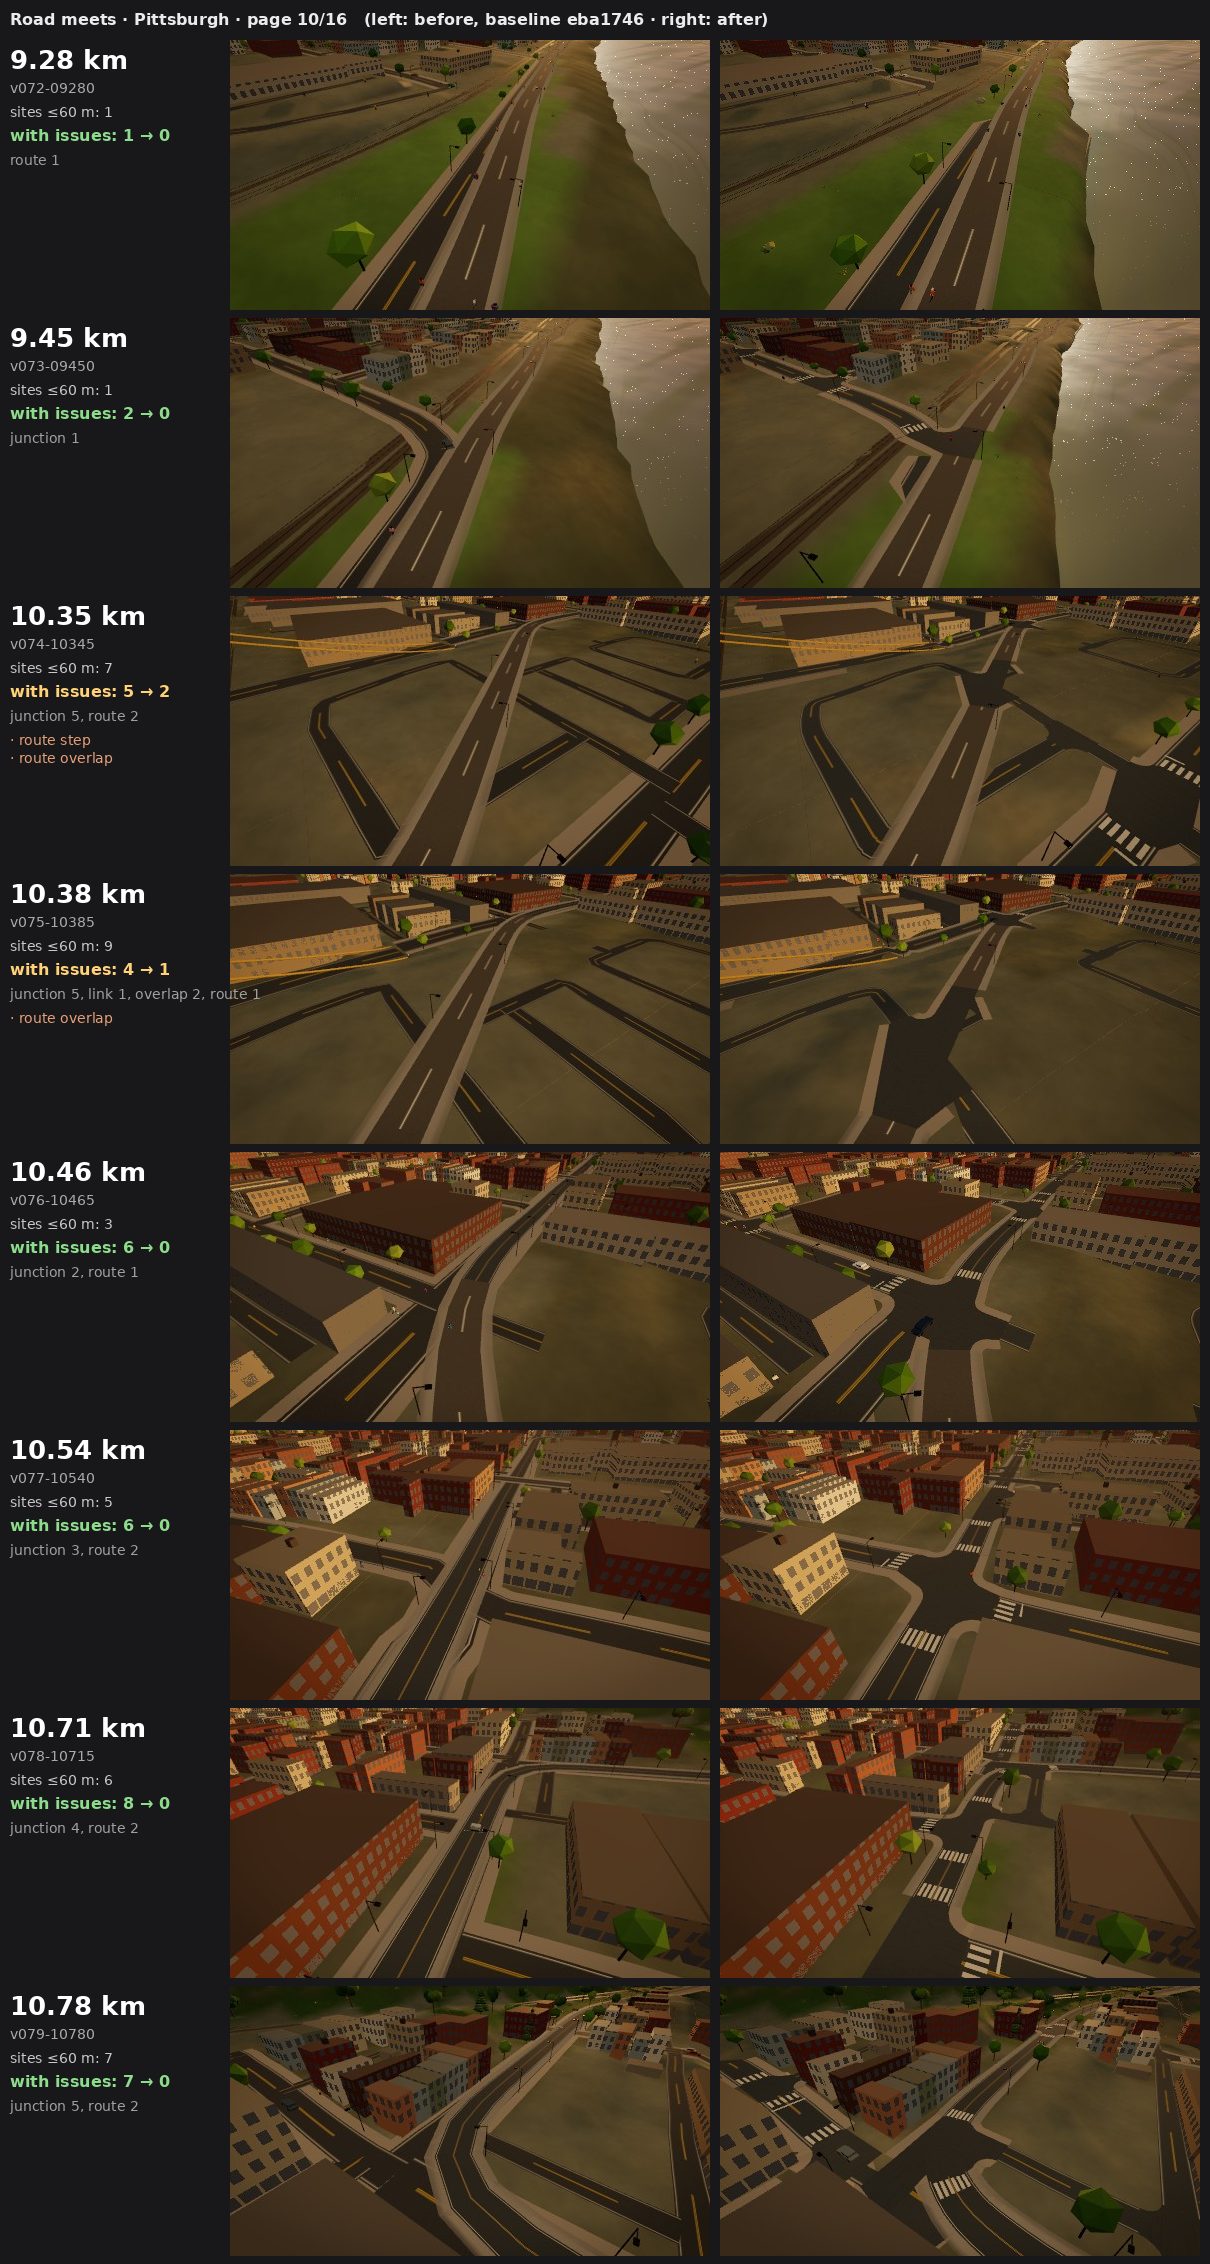 Road meets · Pittsburgh · page 10/16 (left: before, baseline eba1746 · right: after)
9.28 km
v072-09280
sites ≤60 m: 1
with issues: 1 → 0
route 1
9.45 km
v073-09450
sites ≤60 m: 1
with issues: 2 → 0
junction 1
10.35 km
v074-10345
sites ≤60 m: 7
with issues: 5 → 2
junction 5, route 2
· route step
· route overlap
10.38 km
v075-10385
sites ≤60 m: 9
with issues: 4 → 1
junction 5, link 1, overlap 2, route 1
· route overlap
10.46 km
v076-10465
sites ≤60 m: 3
with issues: 6 → 0
junction 2, route 1
10.54 km
v077-10540
sites ≤60 m: 5
with issues: 6 → 0
junction 3, route 2
10.71 km
v078-10715
sites ≤60 m: 6
with issues: 8 → 0
junction 4, route 2
10.78 km
v079-10780
sites ≤60 m: 7
with issues: 7 → 0
junction 5, route 2